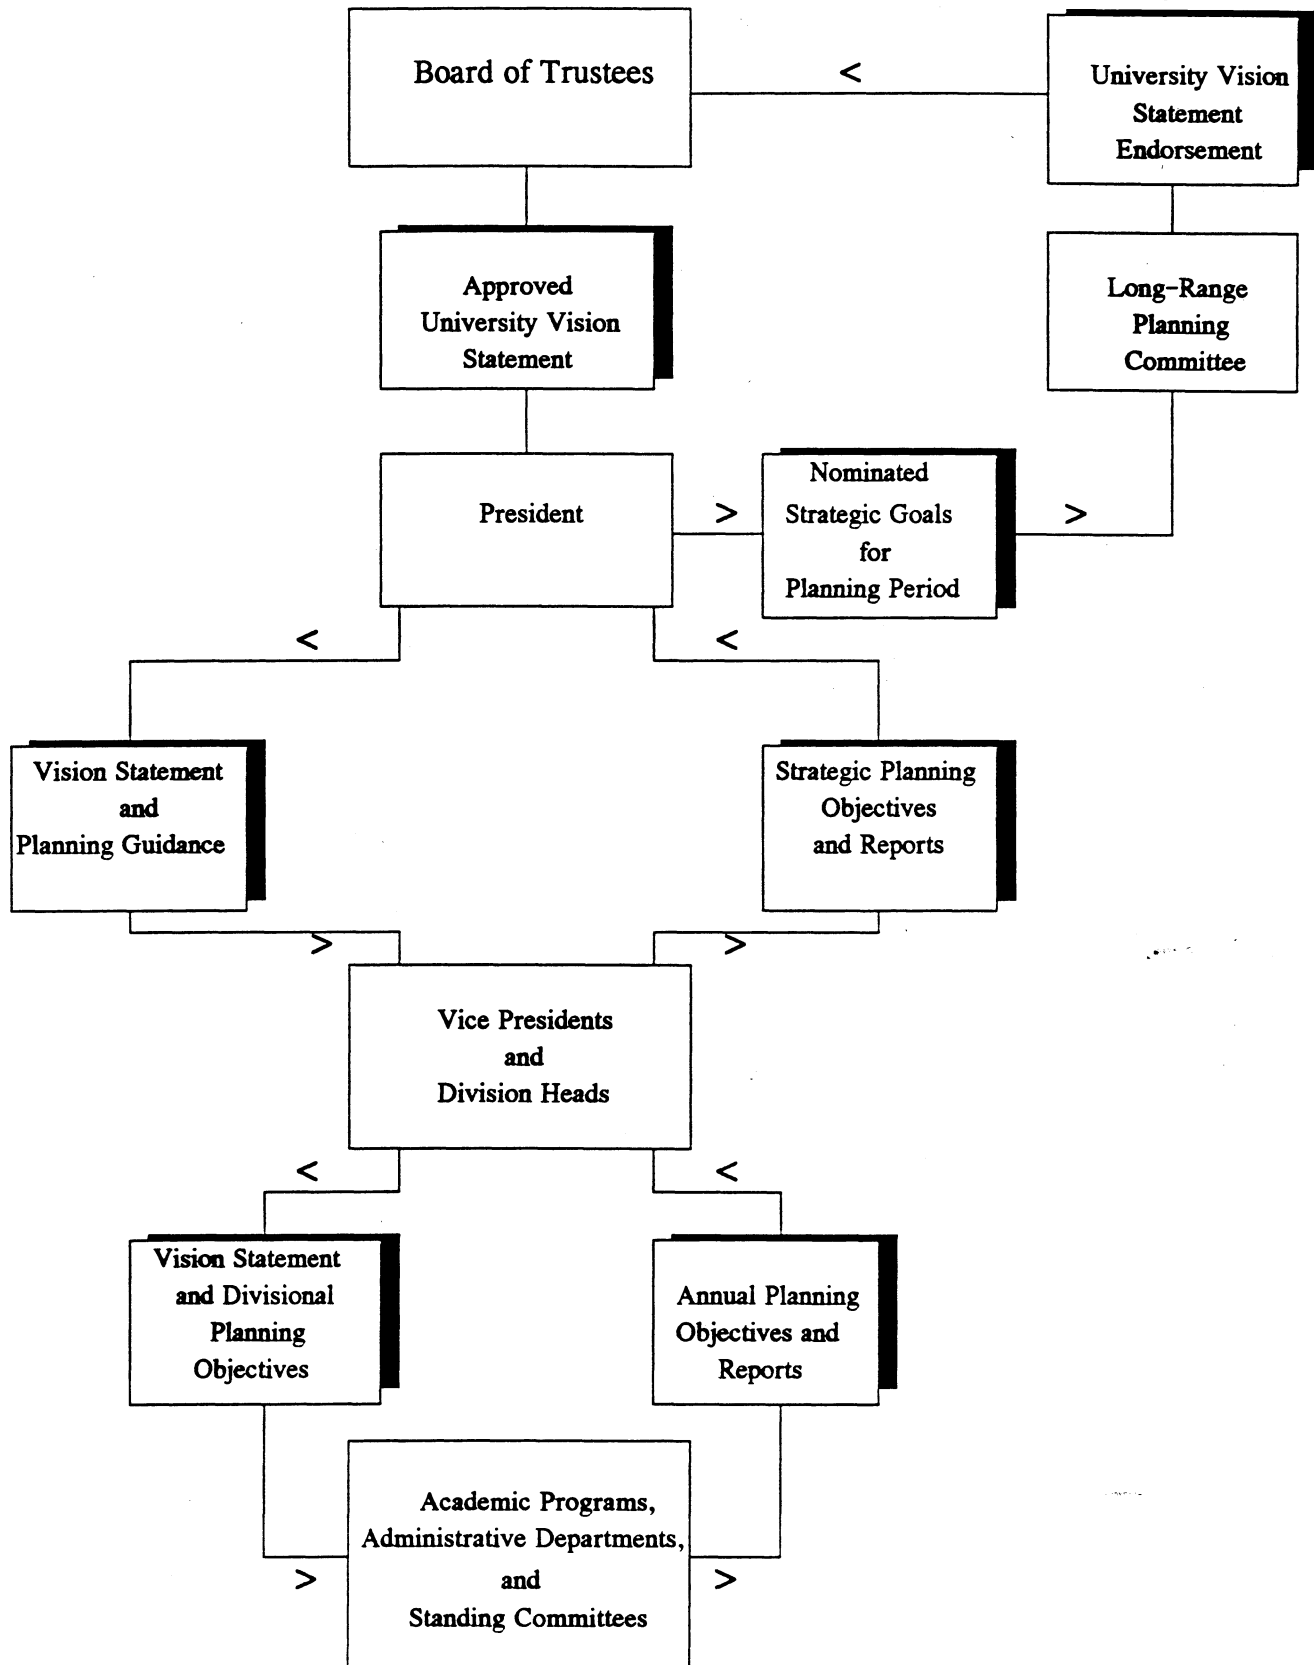 Board of Trustees
<
University Vision
Statement
Endorsement
Approved
University Vision
Statement
Long-Range
Planning
Committee
President
>
Nominated
Strategic Goals
for
Planning Period
>
<
<
Vision Statement
and
Planning Guidance
Strategic Planning
Objectives
and Reports
>
>
Vice Presidents
and
Division Heads
<
<
Vision Statement
and Divisional
Planning
Objectives
Annual Planning
Objectives and
Reports
Academic Programs,
Administrative Departments,
and
Standing Committees
>
>